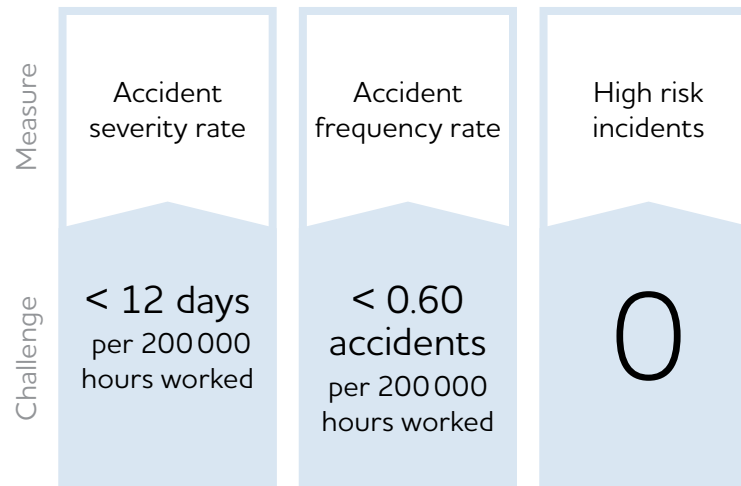 Measure
Accident
severity rate
Accident
frequency rate
High risk
incidents
Challenge
< 12 days
per 200 000
hours worked
< 0.60
accidents
per 200 000
hours worked
0